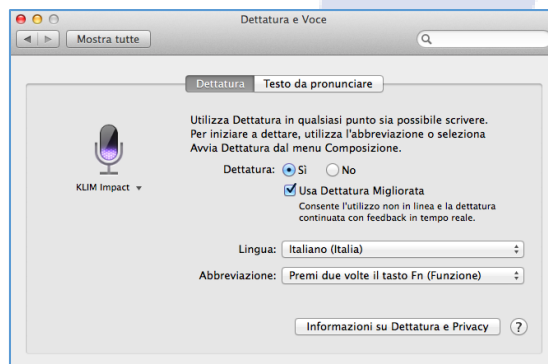 Dettatura e Voce
Mostra tutte
Dettatura Testo da pronunciare
Utilizza Dettatura in qualsiasi punto sia possibile scrivere.
Per iniziare a dettare, utilizza l'abbreviazione o seleziona
Avvia Dettatura dal menu Composizione.
Dettatura: Sì No
KLIM Impact
Usa Dettatura Migliorata
Consente l'utilizzo non in linea e la dettatura
continuata con feedback in tempo reale.
Lingua: Italiano (Italia)
Abbreviazione: Premi due volte il tasto Fn (Funzione)
Informazioni su Dettatura e Privacy ?